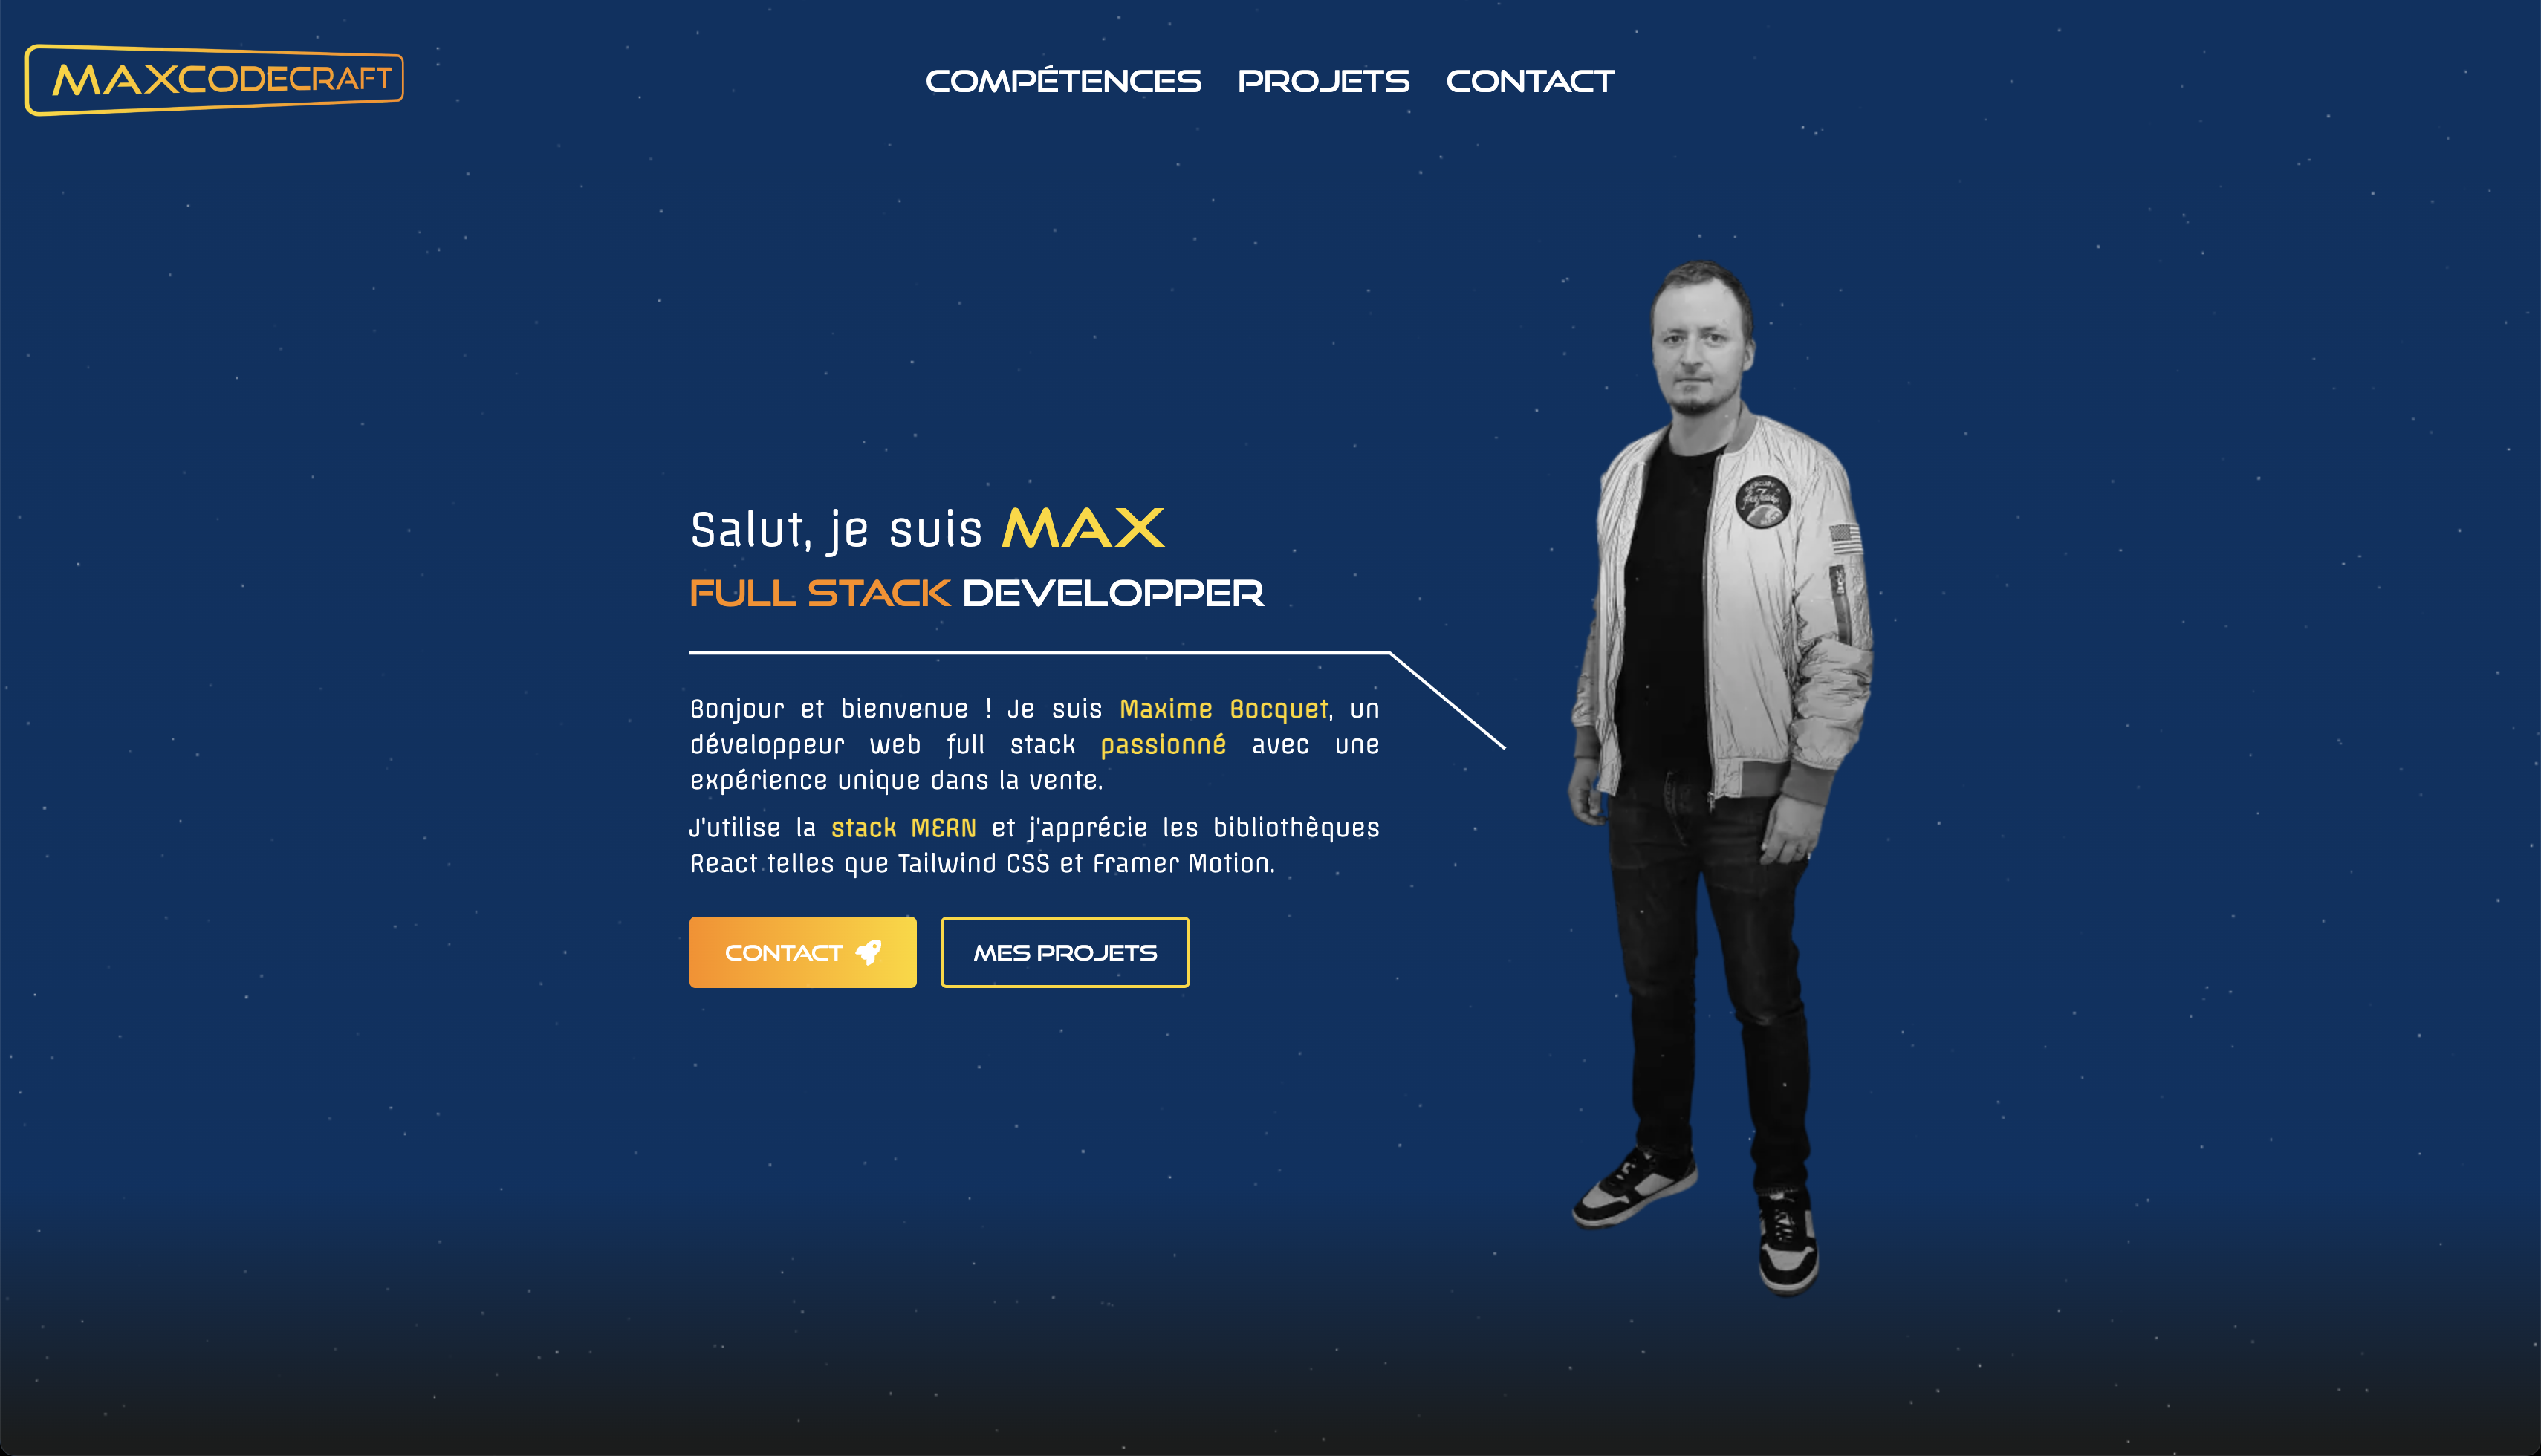 MAXCODECRAFT
COMPÉTENCES PROJETS CONTACT
Salut, je suis MAX
FULL STACK DEVELOPPER
Bonjour et bienvenue ! Je suis Maxime Bocquet, un
développeur web full stack passionné avec une
expérience unique dans la vente.
J'utilise la stack MERN et j'apprécie les bibliothèques
React telles que Tailwind CSS et Framer Motion.
CONTACT
MES PROJETS